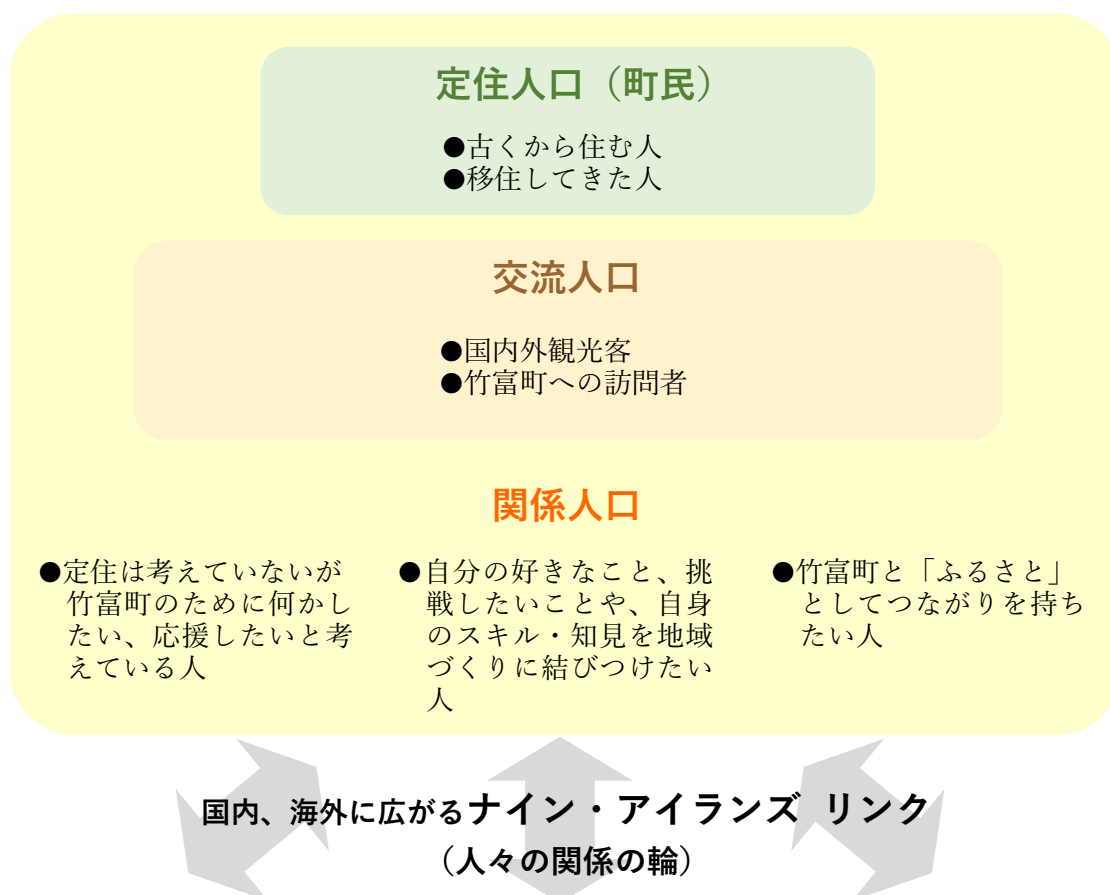 定住人口（町民）
●古くから住む人
●移住してきた人
交流人口
●国内外観光客
●竹富町への訪問者
関係人口
●定住は考えていないが
竹富町のために何かし
たい、応援したいと考
えている人
●自分の好きなこと、挑
戦したいことや、自身
のスキル・知見を地域
づくりに結びつけたい
人
●竹富町と「ふるさと」
としてつながりを持ち
たい人
国内、海外に広がるナイン・アイランズ リンク
（人々の関係の輪）